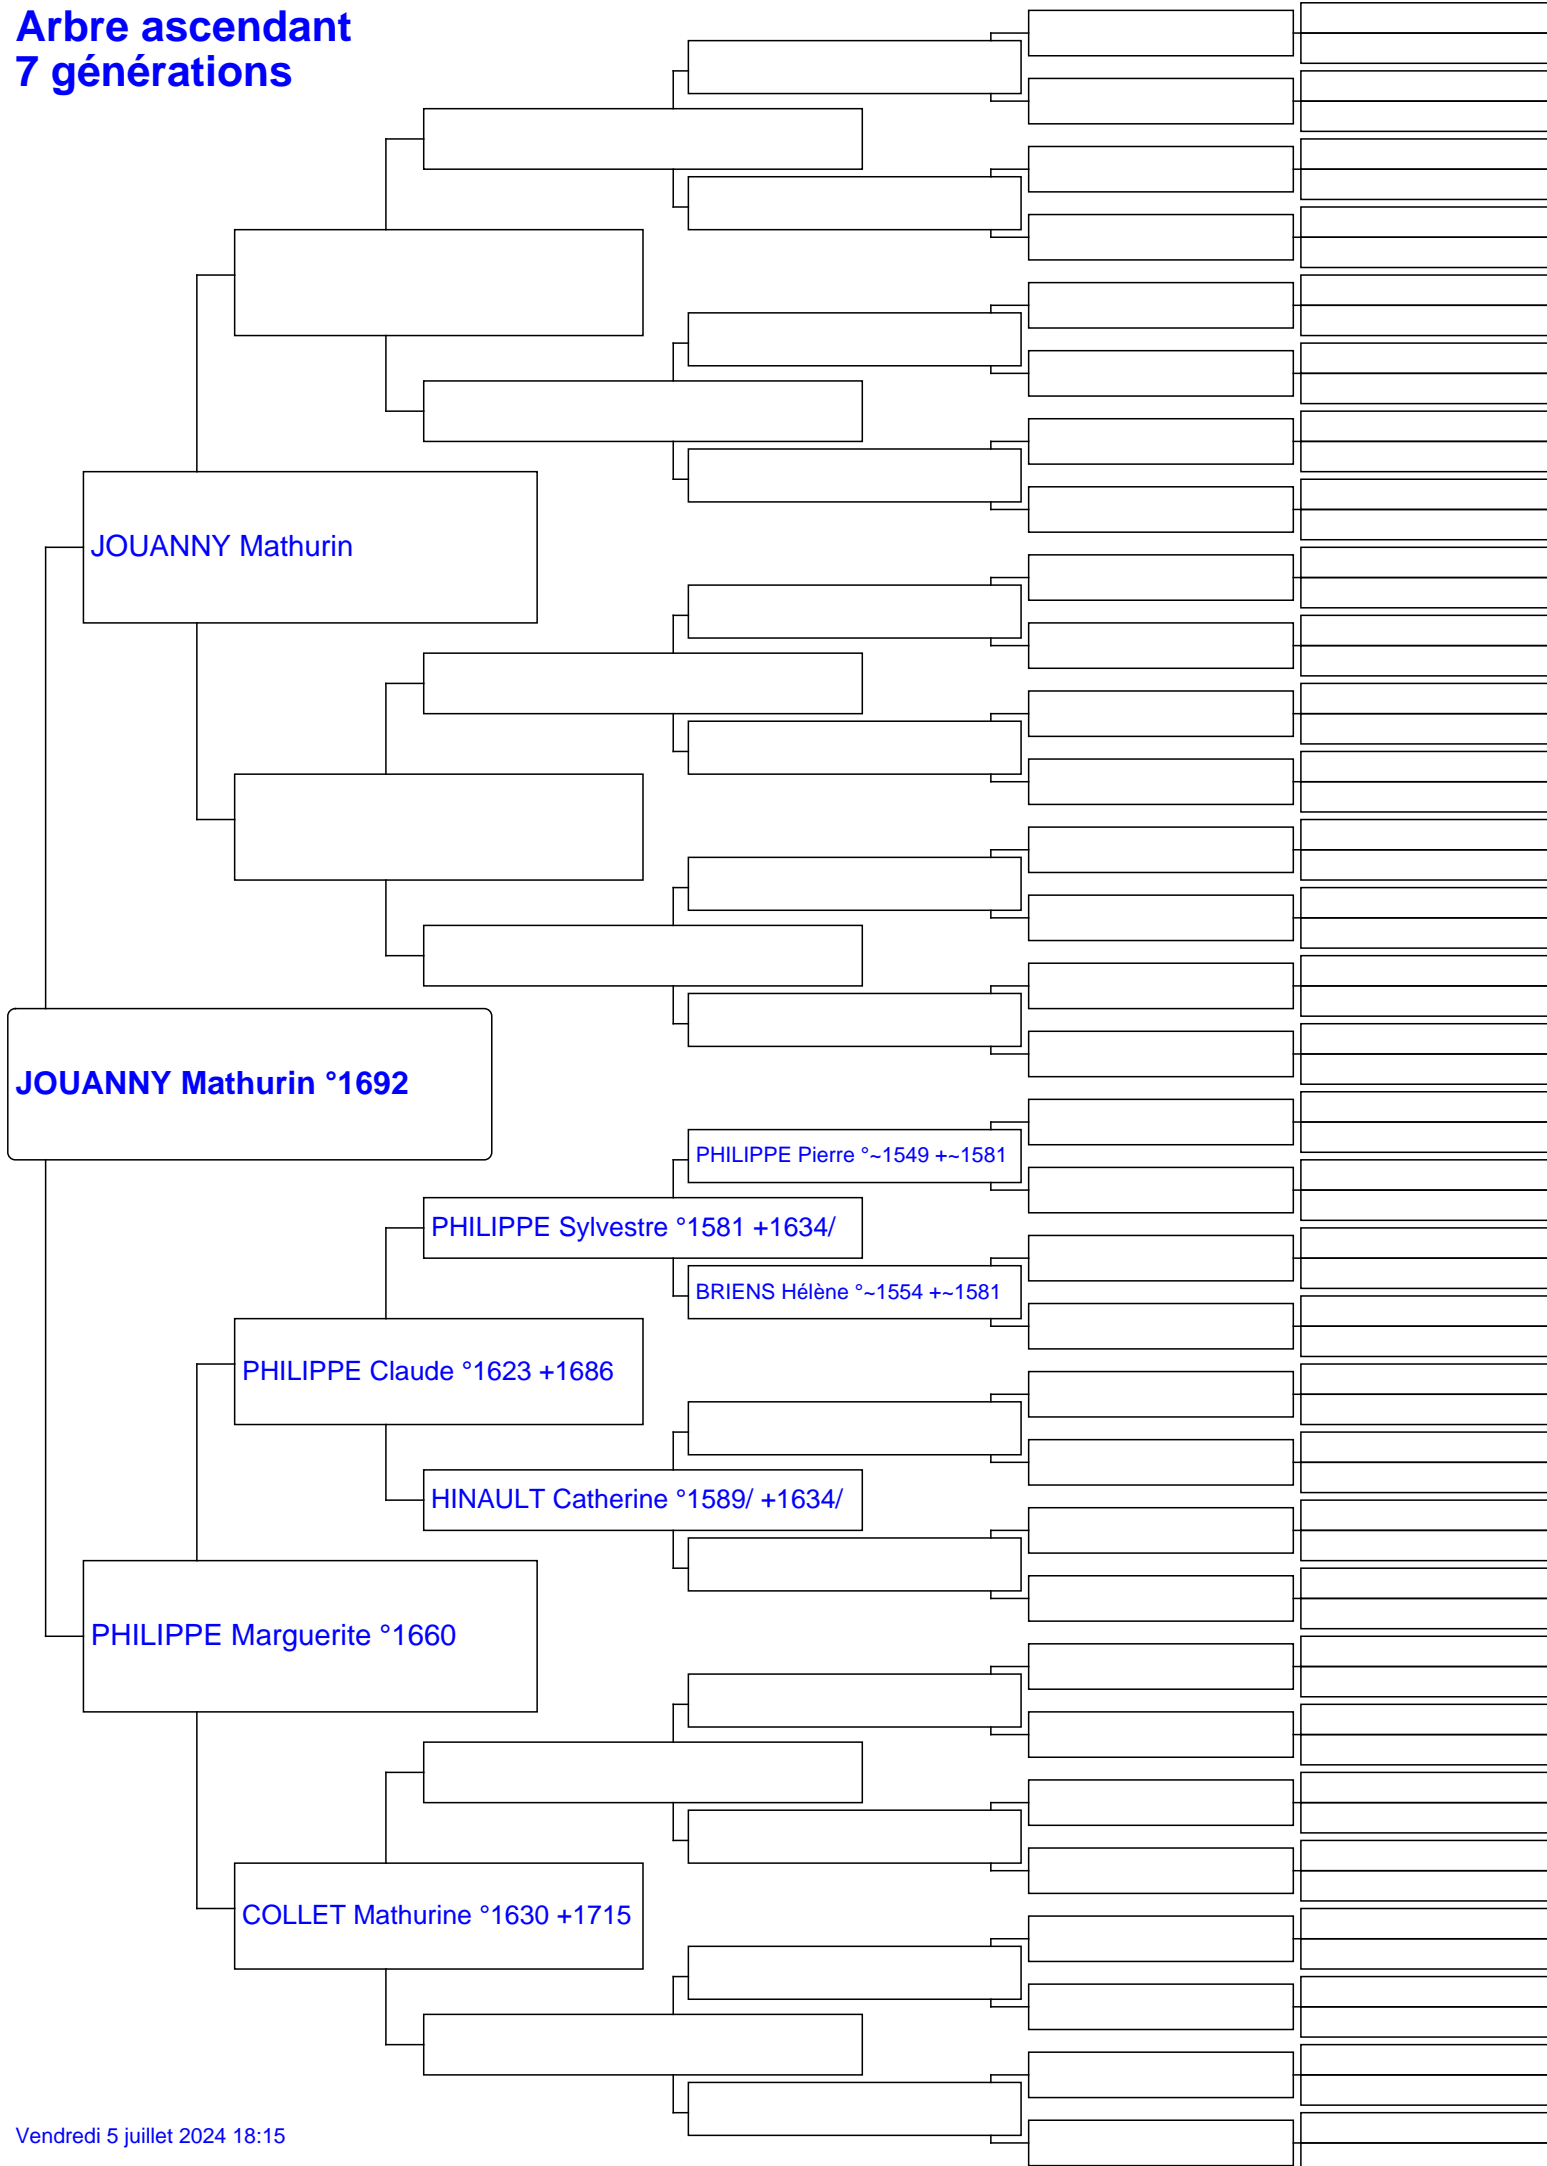 Arbre ascendant
7 générations
JOUANNY Mathurin
JOUANNY Mathurin °1692
PHILIPPE Pierre °~1549 +~1581
PHILIPPE Sylvestre °1581 +1634/
BRIENS Hélène °~1554 +~1581
PHILIPPE Claude °1623 +1686
HINAULT Catherine °1589/ +1634/
PHILIPPE Marguerite °1660
COLLET Mathurine °1630 +1715
Vendredi 5 juillet 2024 18:15